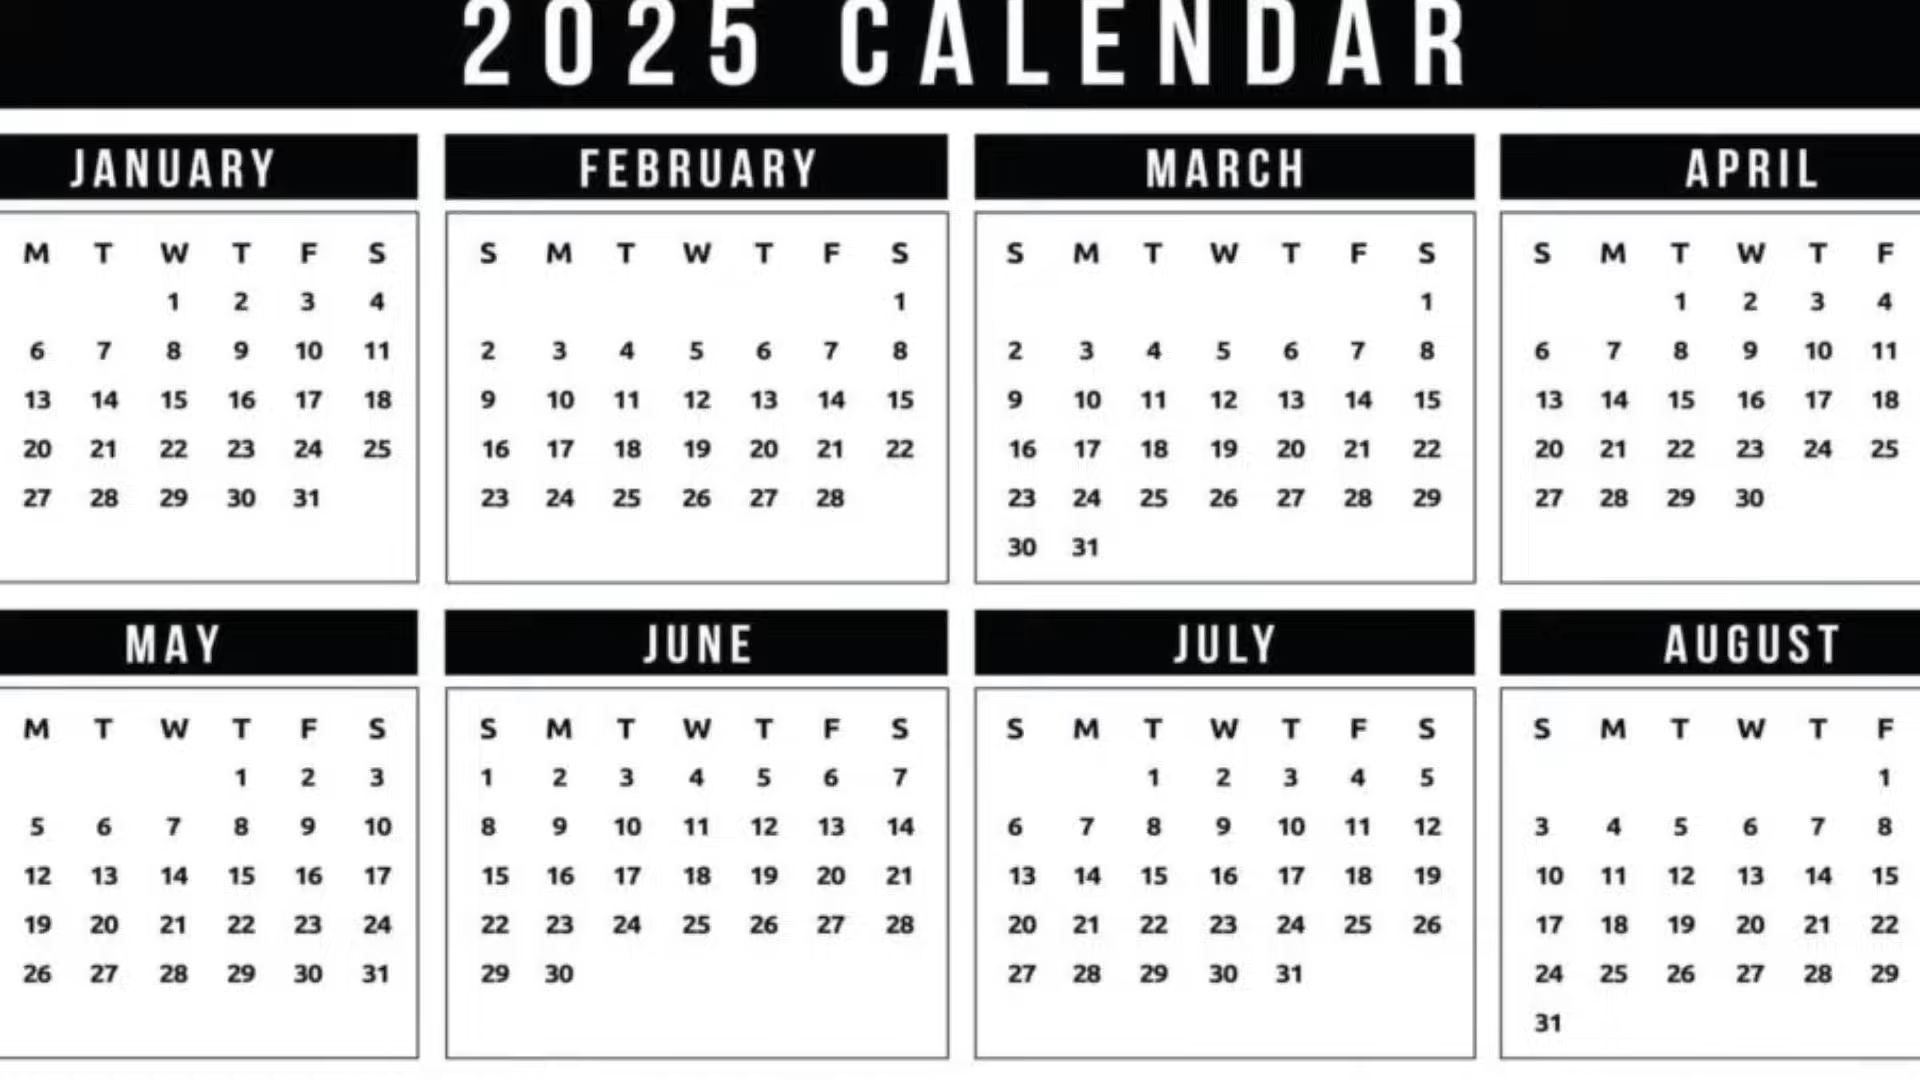 2025 CALENDAR
JANUARY
M T W T F S
1 2 3 4
6 7 8 9 10 11
13 14 15 16 17 18
20 21 22 23 24 25
27 28 29 30 31
FEBRUARY
S M T W T F S
1
2 3 4 5 6 7 8
9 10 11 12 13 14 15
16 17 18 19 20 21 22
23 24 25 26 27 28
MARCH
S M T W T F S
1
2 3 4 5 6 7 8
9 10 11 12 13 14 15
16 17 18 19 20 21 22
23 24 25 26 27 28 29
30 31
APRIL
S M T W T F
1 2 3 4
6 7 8 9 10 11
13 14 15 16 17 18
20 21 22 23 24 25
27 28 29 30
MAY
M T W T F S
1 2 3
5 6 7 8 9 10
12 13 14 15 16 17
19 20 21 22 23 24
26 27 28 29 30 31
JUNE
S M T W T F S
1 2 3 4 5 6 7
8 9 10 11 12 13 14
15 16 17 18 19 20 21
22 23 24 25 26 27 28
29 30
JULY
S M T W T F S
1 2 3 4 5
6 7 8 9 10 11 12
13 14 15 16 17 18 19
20 21 22 23 24 25 26
27 28 29 30 31
AUGUST
S M T W T F
1
3 4 5 6 7 8
10 11 12 13 14 15
17 18 19 20 21 22
24 25 26 27 28 29
31